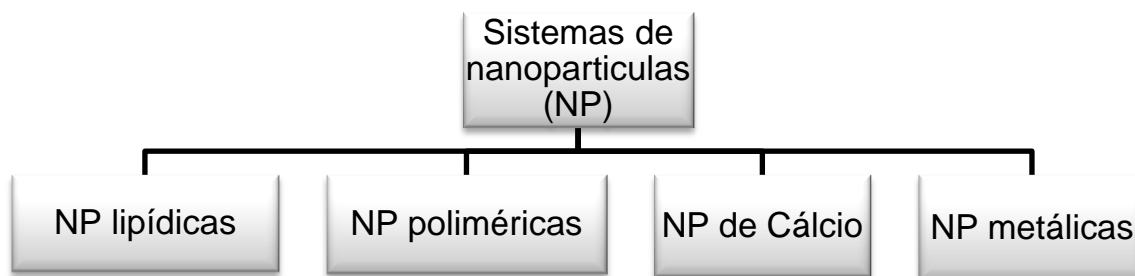 Sistemas de
nanoparticulas
(NP)
NP lipídicas
NP poliméricas
NP de Cálcio
NP metálicas